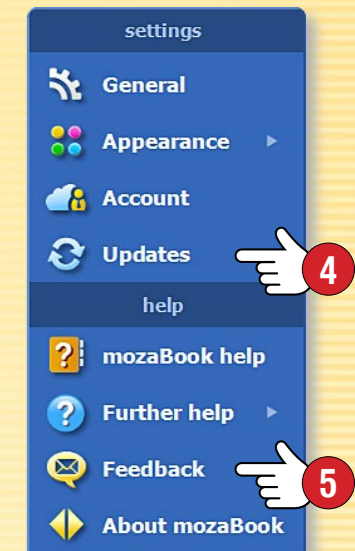 settings
General
Appearance
Account
Updates
4
help
mozaBook help
Further help
Feedback
5
About mozaBook